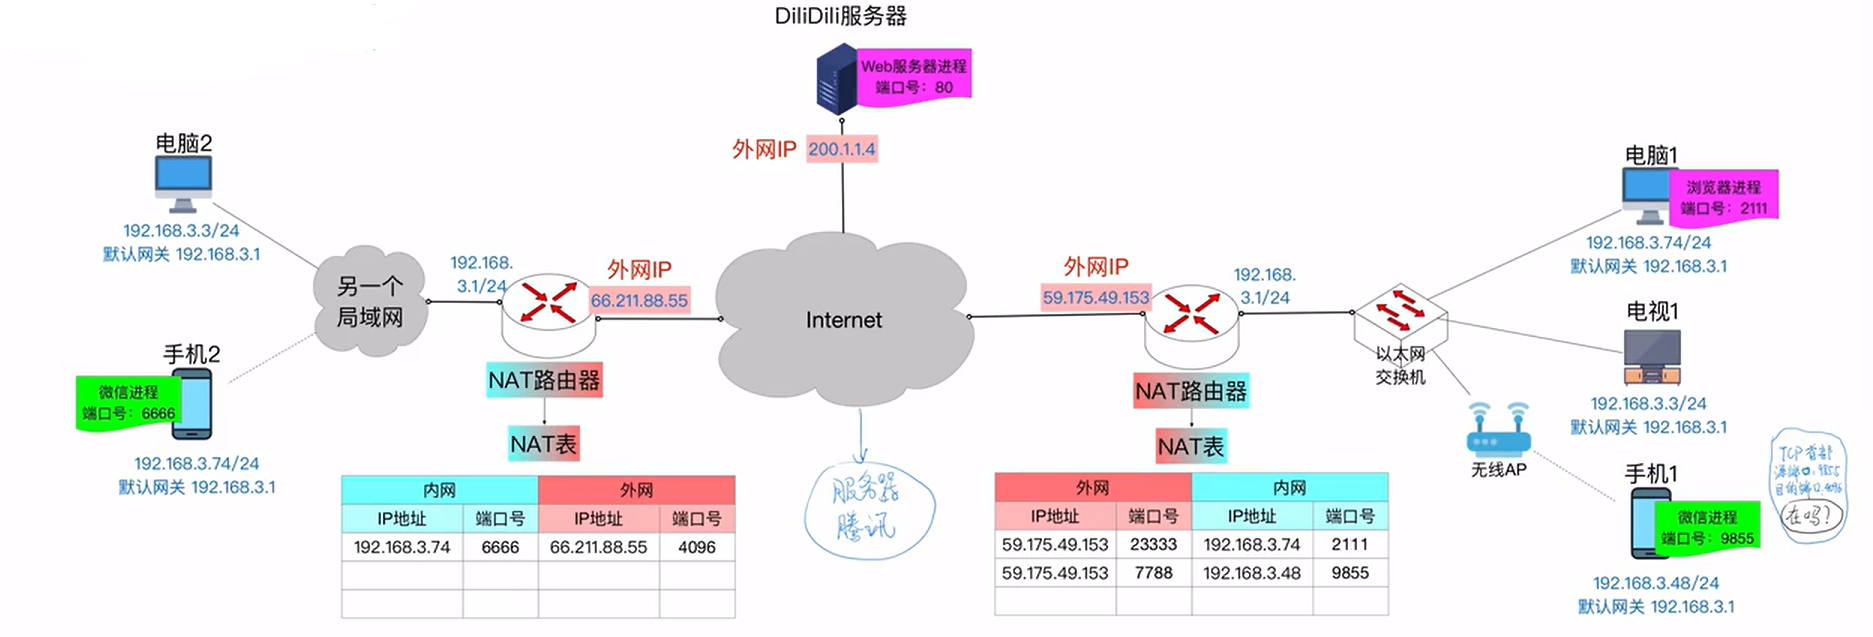 DiliDili服务器
Web服务器进程
端口号：80
外网IP
200.1.1.4
电脑2
192.168.3.3/24
默认网关 192.168.3.1
另一个
局域网
手机2
微信进程
端口号：6666
192.168.3.74/24
默认网关 192.168.3.1
192.168.
3.1/24
外网IP
66.211.88.55
NAT路由器
NAT表
内网 外网
IP地址 端口号 IP地址 端口号
192.168.3.74 6666 66.211.88.55 4096
Internet
服务器
腾讯
外网IP
59.175.49.153
192.168.
3.1/24
NAT路由器
NAT表
外网 内网
IP地址 端口号 IP地址 端口号
59.175.49.153 23333 192.168.3.74 2111
59.175.49.153 7788 192.168.3.48 9855
以太网
交换机
电脑1
浏览器进程
端口号：2111
192.168.3.74/24
默认网关 192.168.3.1
电视1
192.168.3.3/24
默认网关 192.168.3.1
无线AP
手机1
微信进程
端口号：9855
192.168.3.48/24
默认网关 192.168.3.1
TCP首部
源端口:9855
目的端口:4096
在吗?